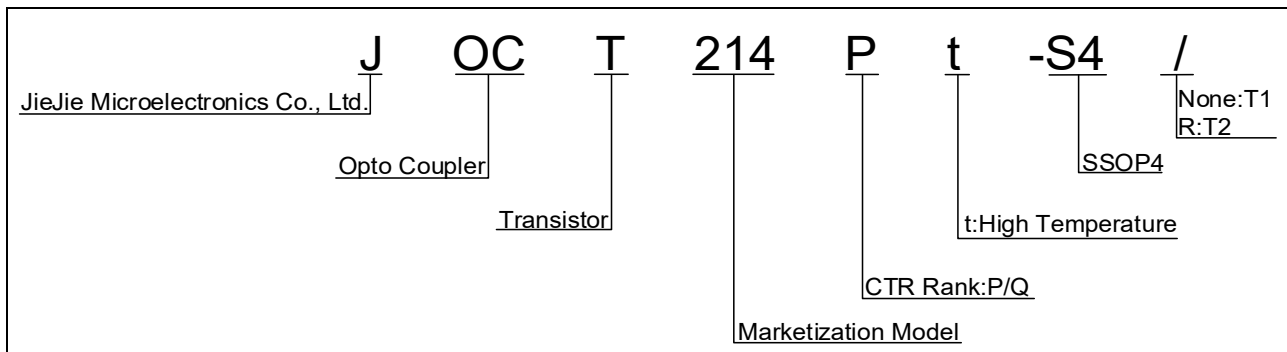 J OC T 214 P t -S4 /
JieJie Microelectronics Co., Ltd.
None:T1
R:T2
Opto Coupler
SSOP4
Transistor
t:High Temperature
CTR Rank:P/Q
Marketization Model